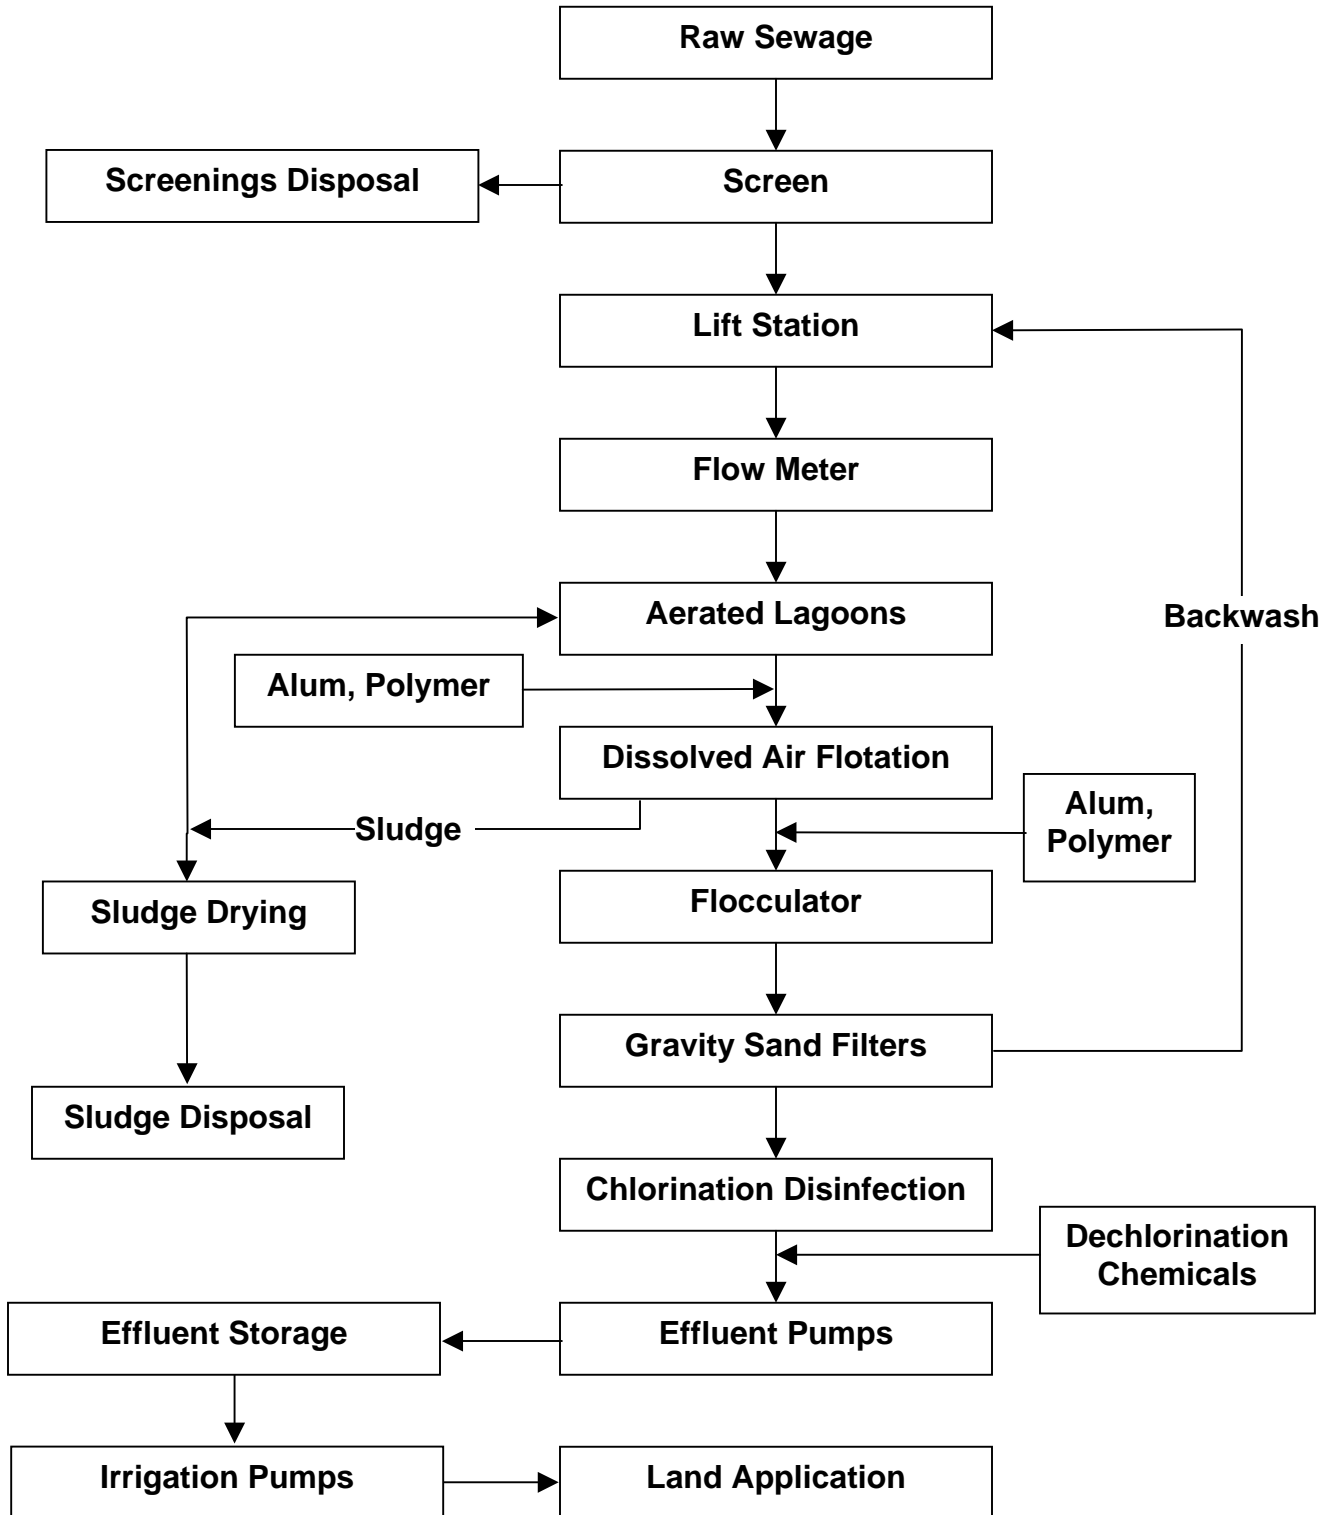 Raw Sewage
Screenings Disposal
Screen
Lift Station
Flow Meter
Aerated Lagoons
Backwash
Alum, Polymer
Dissolved Air Flotation
Alum,
Polymer
Sludge
Flocculator
Sludge Drying
Gravity Sand Filters
Sludge Disposal
Chlorination Disinfection
Dechlorination
Chemicals
Effluent Storage
Effluent Pumps
Irrigation Pumps
Land Application